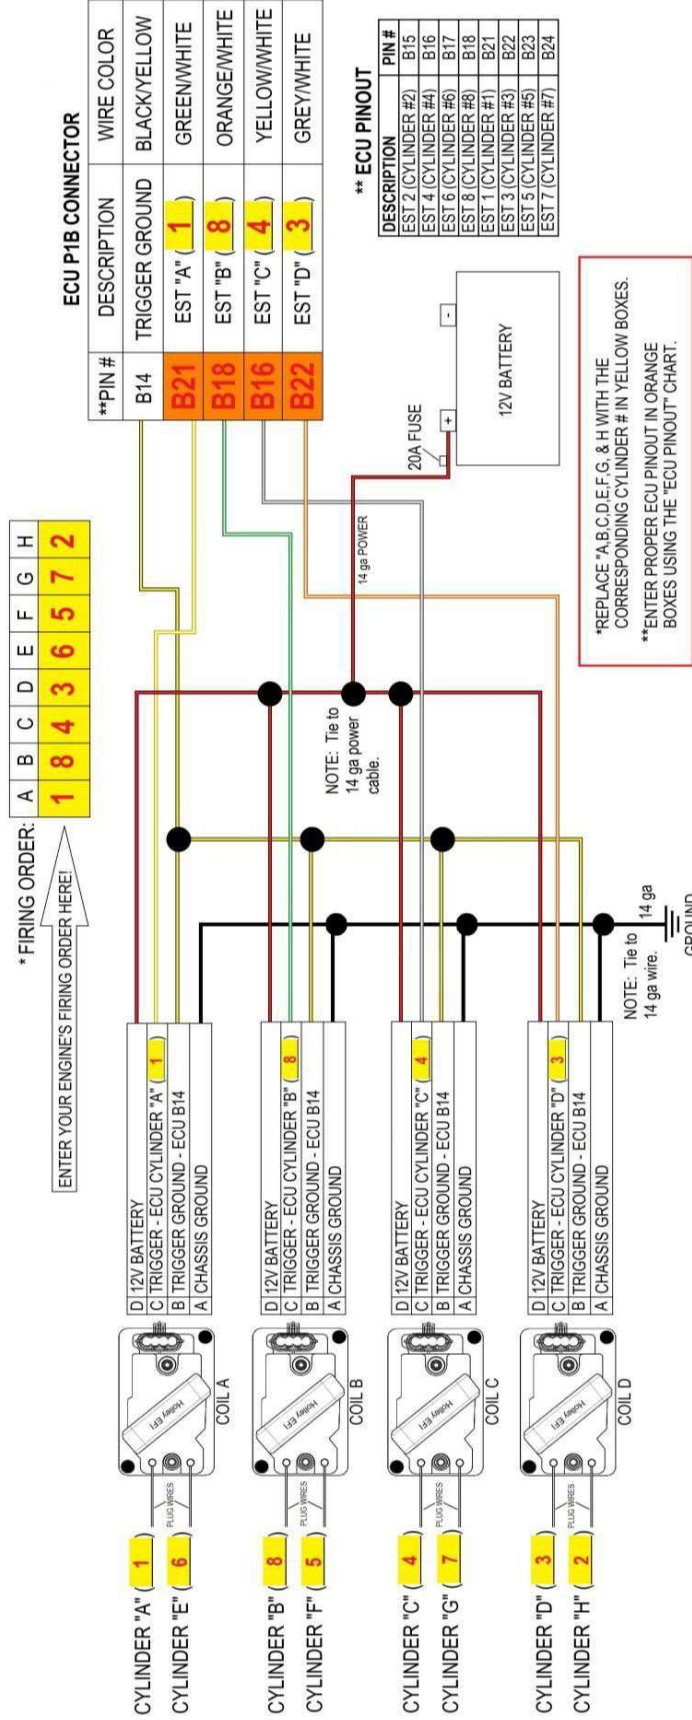 * FIRING ORDER:
A B C D E F G H
1 8 4 3 6 5 7 2
ENTER YOUR ENGINE'S FIRING ORDER HERE!
ECU P1B CONNECTOR
**PIN # DESCRIPTION WIRE COLOR
B14 TRIGGER GROUND BLACK/YELLOW
B21 EST "A" ( 1 ) GREEN/WHITE
B18 EST "B" ( 8 ) ORANGE/WHITE
B16 EST "C" ( 4 ) YELLOW/WHITE
B22 EST "D" ( 3 ) GREY/WHITE
CYLINDER "A" ( 1 )
CYLINDER "E" ( 6 )
PLUG WIRES
Holley EFI
COIL A
D 12V BATTERY
C TRIGGER - ECU CYLINDER "A" ( 1 )
B TRIGGER GROUND - ECU B14
A CHASSIS GROUND
CYLINDER "B" ( 8 )
CYLINDER "F" ( 5 )
PLUG WIRES
Holley EFI
COIL B
D 12V BATTERY
C TRIGGER - ECU CYLINDER "B" ( 8 )
B TRIGGER GROUND - ECU B14
A CHASSIS GROUND
CYLINDER "C" ( 4 )
CYLINDER "G" ( 7 )
PLUG WIRES
Holley EFI
COIL C
D 12V BATTERY
C TRIGGER - ECU CYLINDER "C" ( 4 )
B TRIGGER GROUND - ECU B14
A CHASSIS GROUND
CYLINDER "D" ( 3 )
CYLINDER "H" ( 2 )
PLUG WIRES
Holley EFI
COIL D
D 12V BATTERY
C TRIGGER - ECU CYLINDER "D" ( 3 )
B TRIGGER GROUND - ECU B14
A CHASSIS GROUND
NOTE: Tie to
14 ga power
cable.
14 ga POWER
20A FUSE
+ -
12V BATTERY
NOTE: Tie to
14 ga wire.
14 ga
GROUND
** ECU PINOUT
DESCRIPTION PIN #
EST 2 (CYLINDER #2) B15
EST 4 (CYLINDER #4) B16
EST 6 (CYLINDER #6) B17
EST 8 (CYLINDER #8) B18
EST 1 (CYLINDER #1) B21
EST 3 (CYLINDER #3) B22
EST 5 (CYLINDER #5) B23
EST 7 (CYLINDER #7) B24
*REPLACE "A,B,C,D,E,F,G, & H WITH THE
CORRESPONDING CYLINDER # IN YELLOW BOXES.
**ENTER PROPER ECU PINOUT IN ORANGE
BOXES USING THE "ECU PINOUT" CHART.